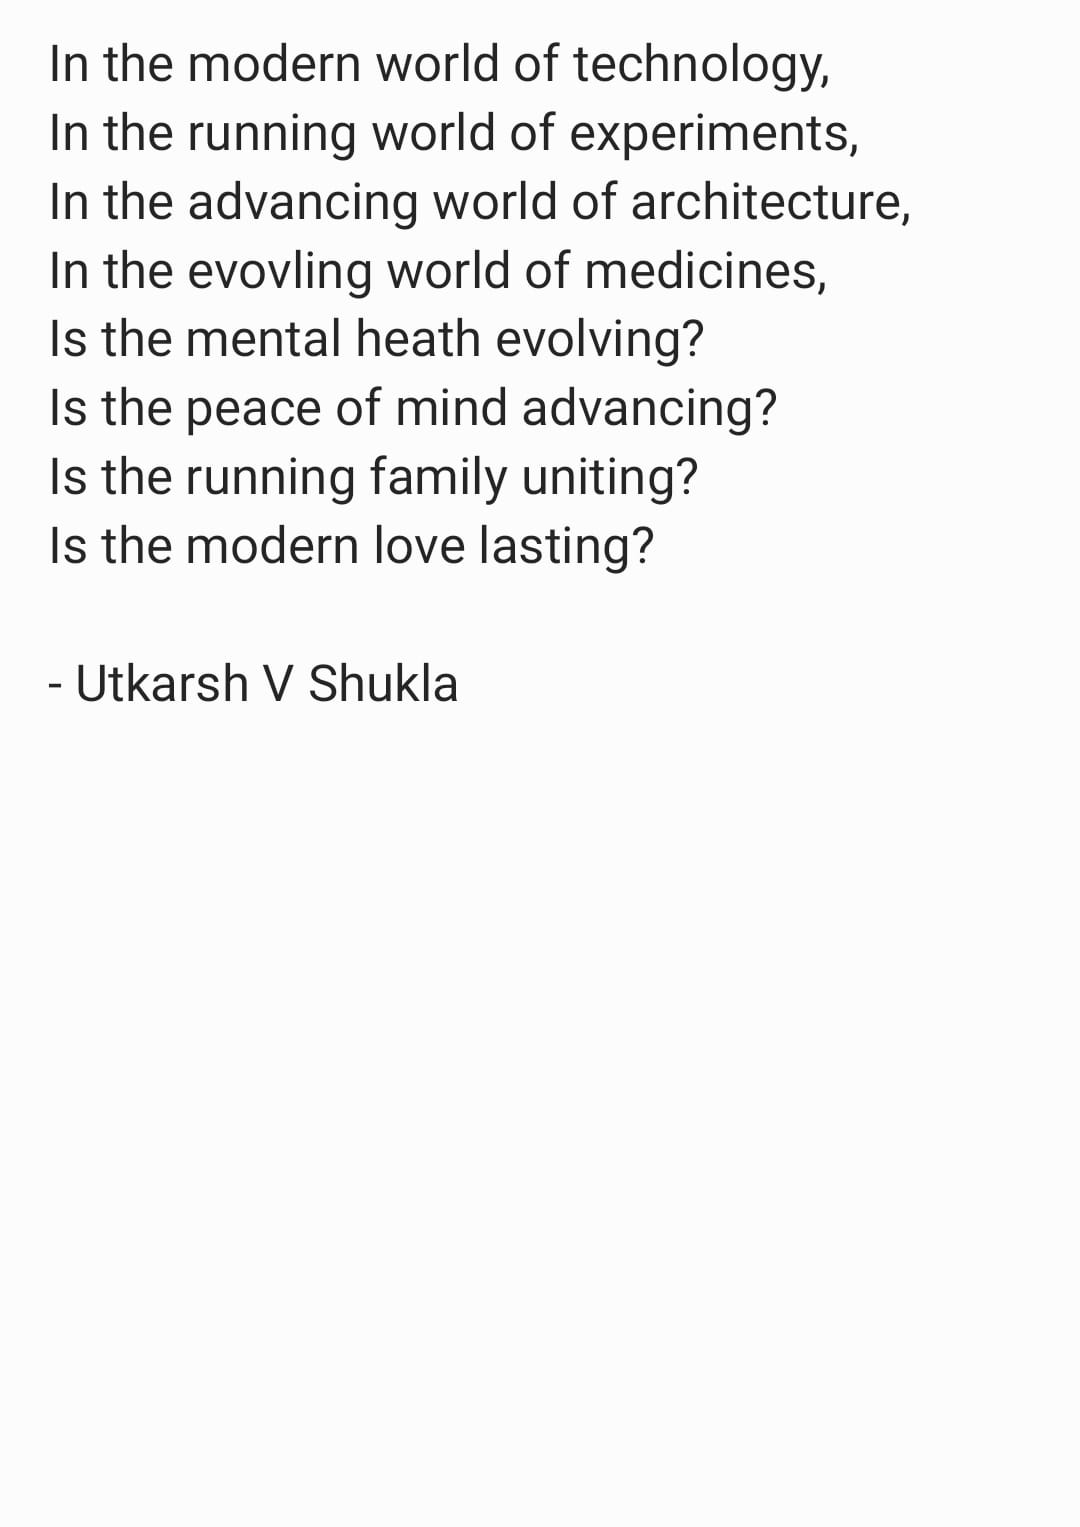 In the modern world of technology,
In the running world of experiments,
In the advancing world of architecture,
In the evovling world of medicines,
Is the mental heath evolving?
Is the peace of mind advancing?
Is the running family uniting?
Is the modern love lasting?
- Utkarsh V Shukla